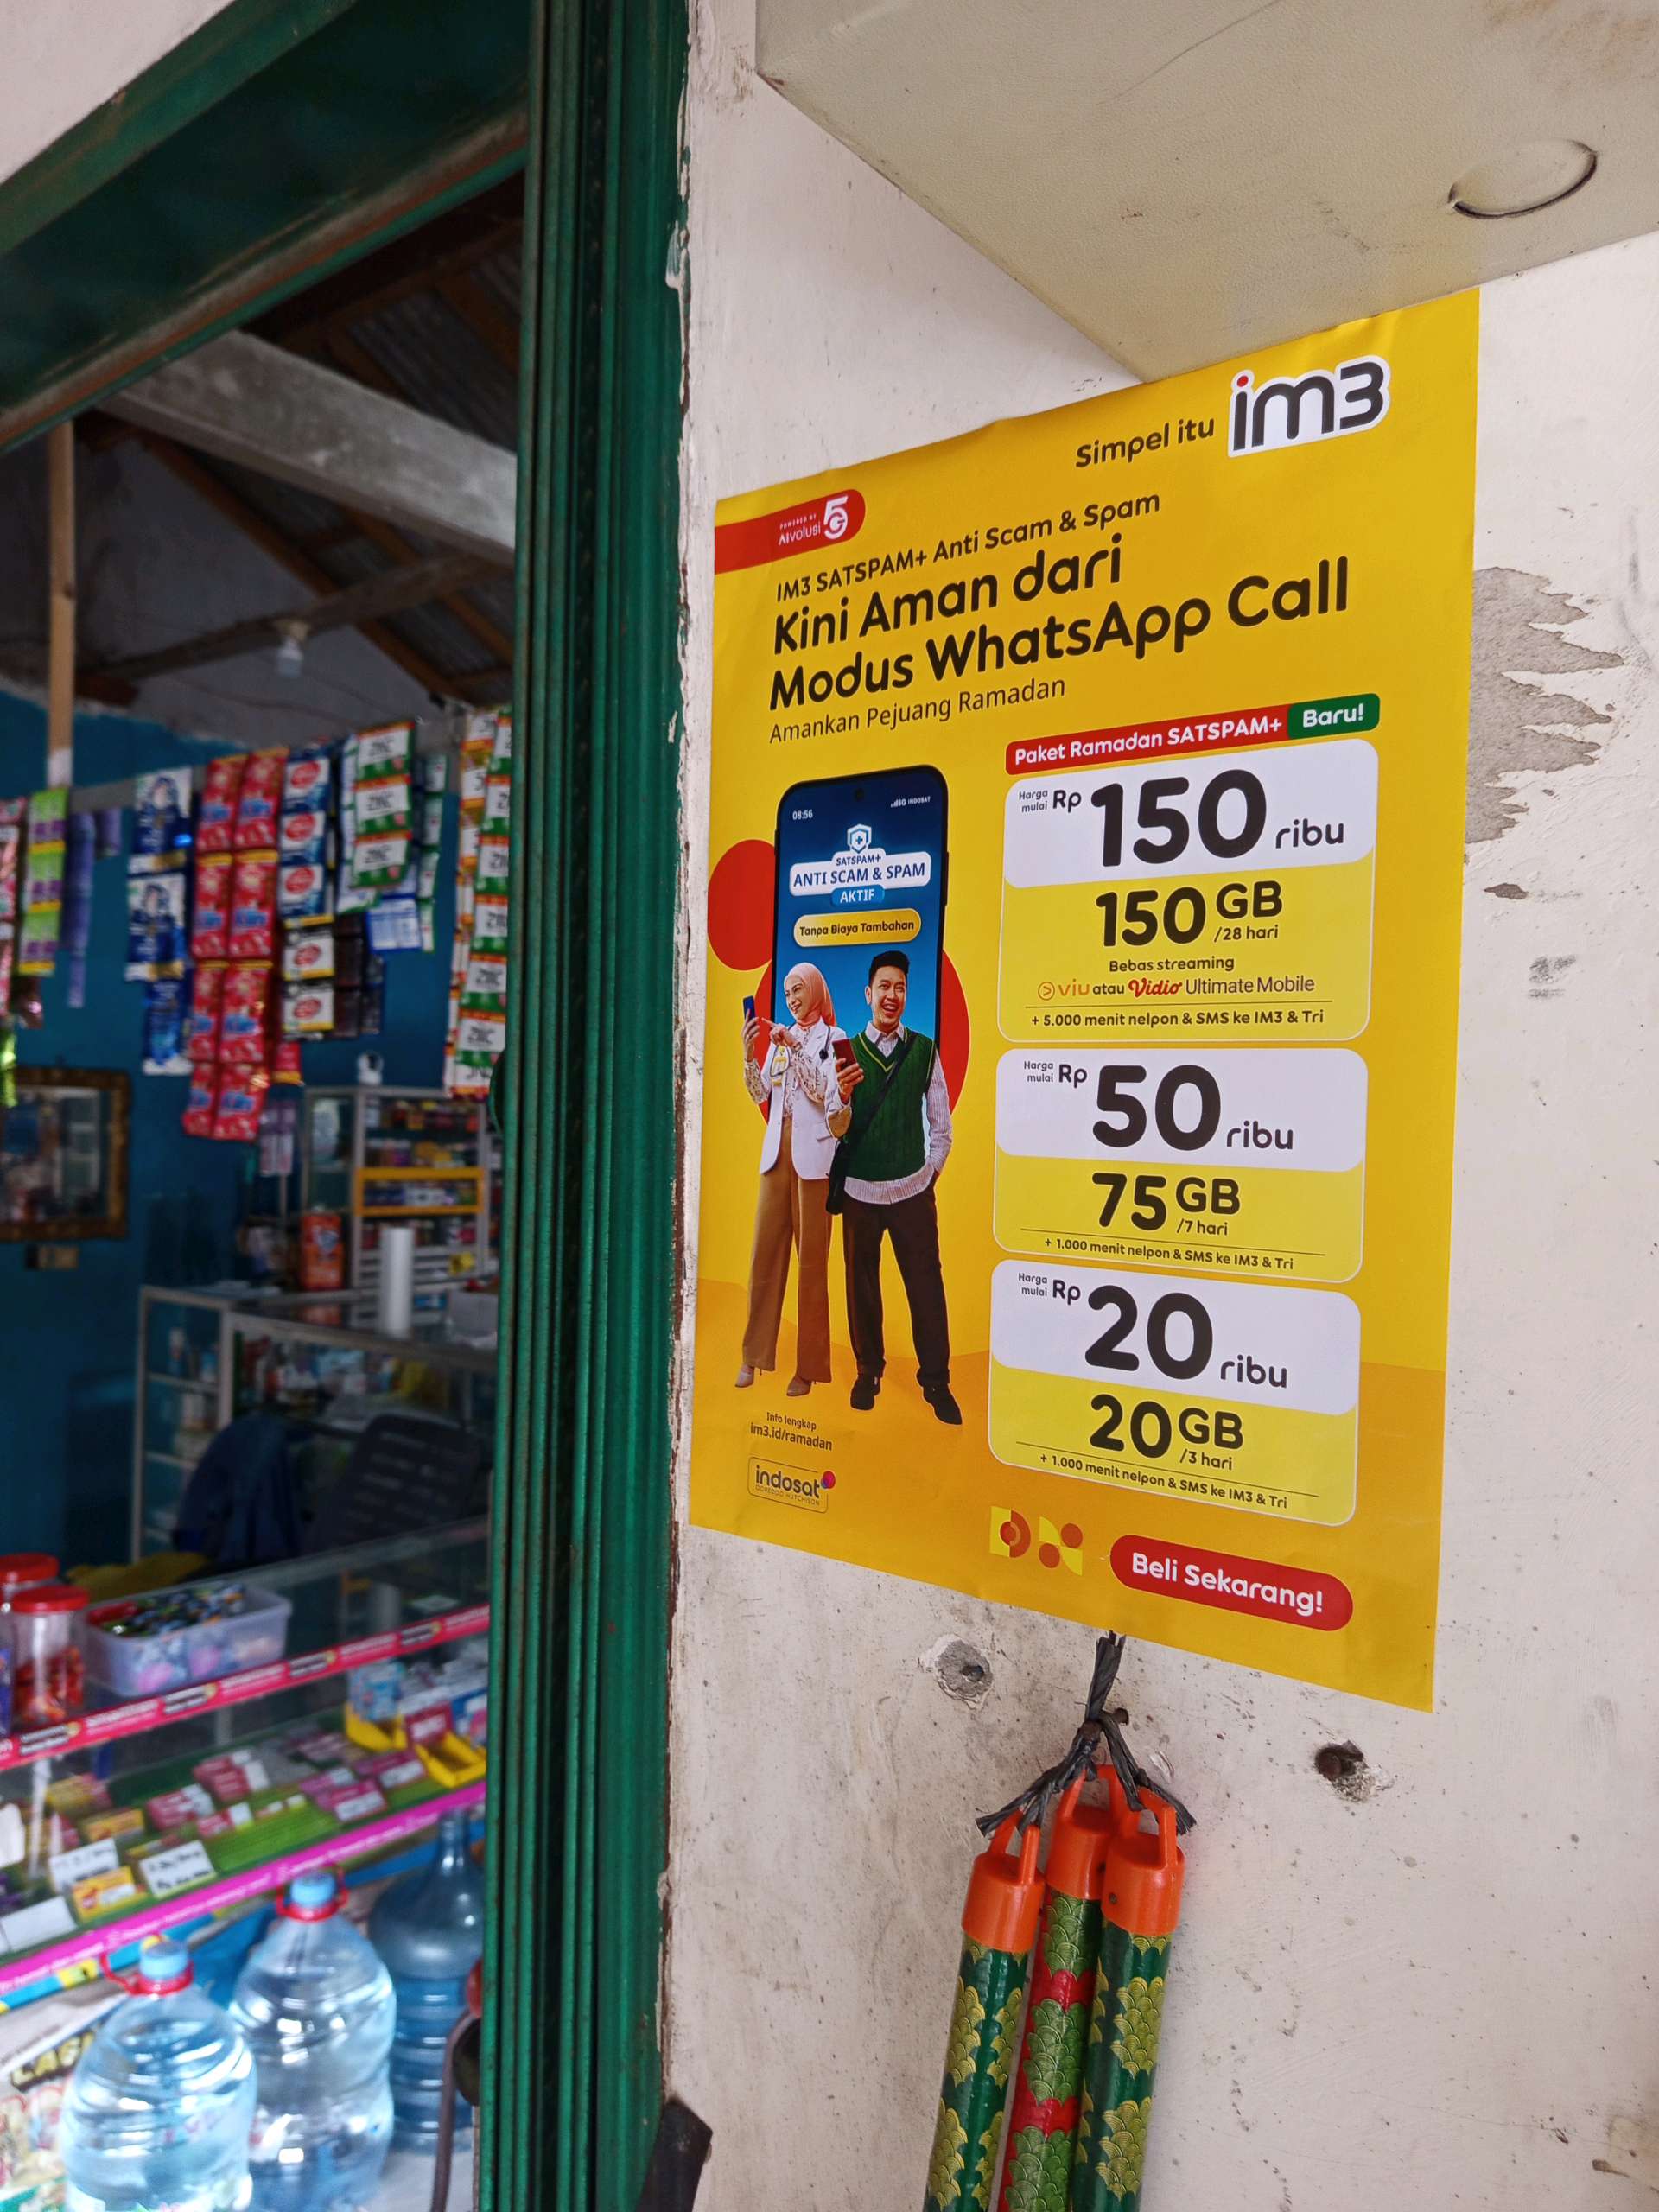 Simpel itu im3
POWERED BY
AIvolusi 5G
IM3 SATSPAM+ Anti Scam & Spam
Kini Aman dari
Modus WhatsApp Call
Amankan Pejuang Ramadan
Paket Ramadan SATSPAM+ Baru!
Harga mulai Rp 150 ribu
150 GB /28 hari
Bebas streaming
viu atau Vidio Ultimate Mobile
+ 5.000 menit nelpon & SMS ke IM3 & Tri
Harga mulai Rp 50 ribu
75 GB /7 hari
+ 1.000 menit nelpon & SMS ke IM3 & Tri
Harga mulai Rp 20 ribu
20 GB /3 hari
+ 1.000 menit nelpon & SMS ke IM3 & Tri
08:56 5G INDOSAT
SATSPAM+
ANTI SCAM & SPAM
AKTIF
Tanpa Biaya Tambahan
Info lengkap
im3.id/ramadan
indosat
OOREDOO HUTCHISON
Beli Sekarang!